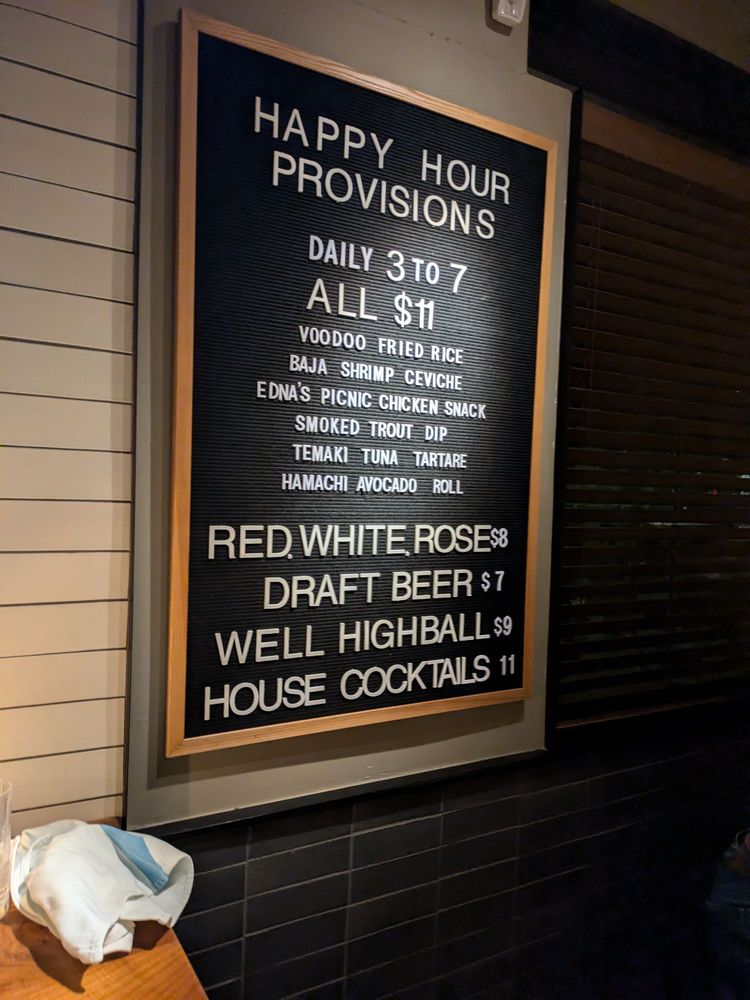 HAPPY HOUR
PROVISIONS
DAILY 3 TO 7
ALL $11
VOODOO FRIED RICE
BAJA SHRIMP CEVICHE
EDNA'S PICNIC CHICKEN SNACK
SMOKED TROUT DIP
TEMAKI TUNA TARTARE
HAMACHI AVOCADO ROLL
RED, WHITE, ROSE $8
DRAFT BEER $7
WELL HIGHBALL $9
HOUSE COCKTAILS 11